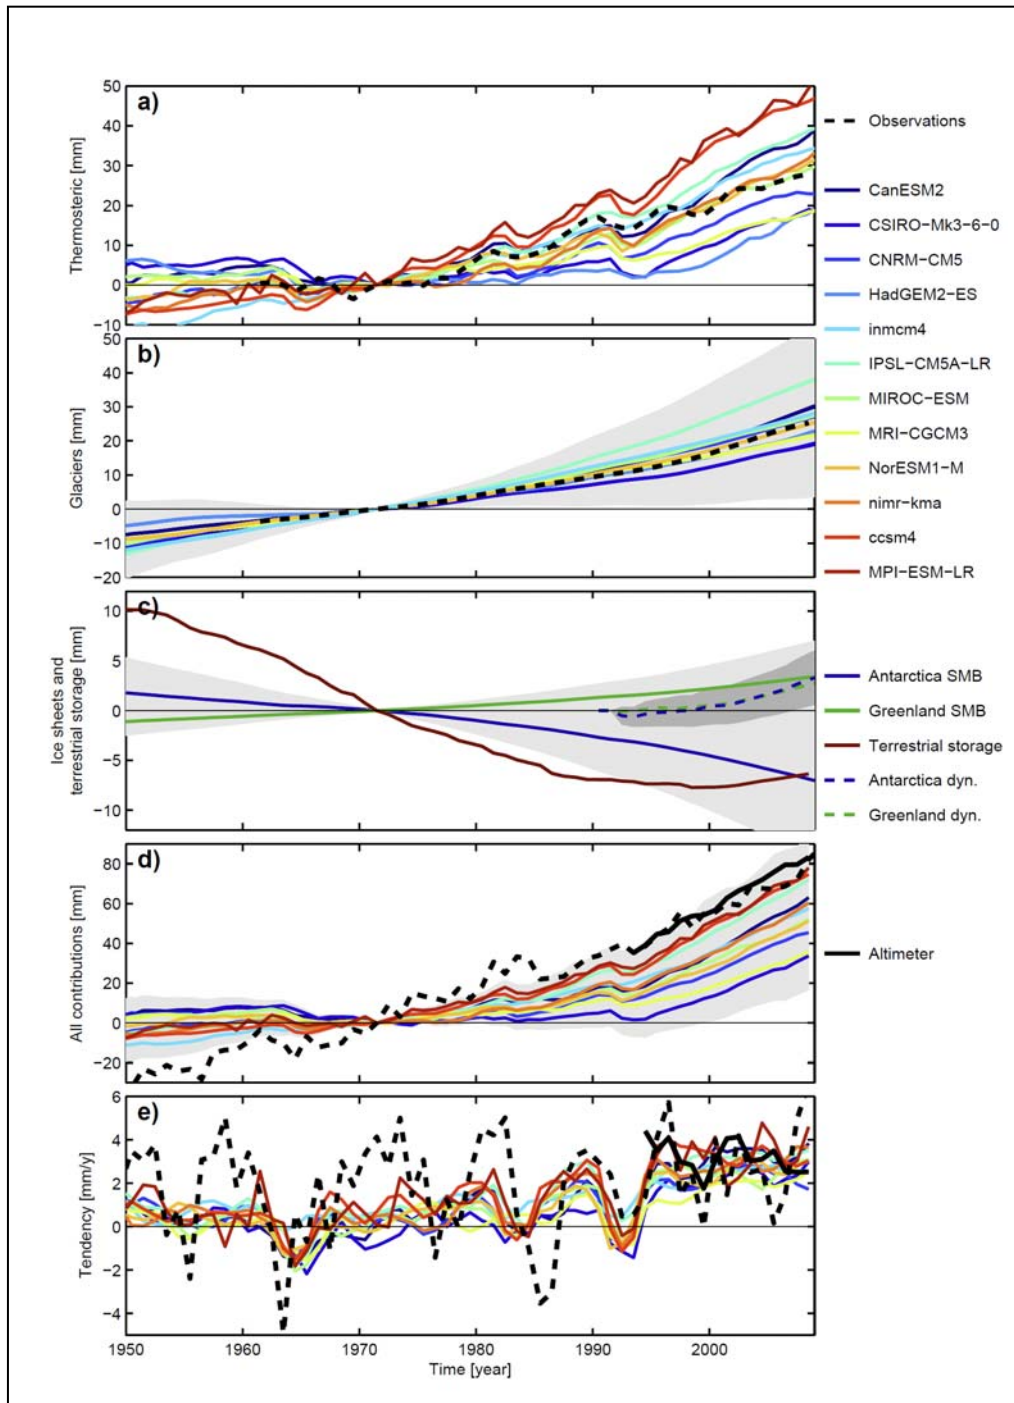 a)
Thermosteric [mm]
50
40
30
20
10
0
−10
Observations
CanESM2
CSIRO−Mk3−6−0
CNRM−CM5
HadGEM2−ES
inmcm4
IPSL−CM5A−LR
MIROC−ESM
MRI−CGCM3
NorESM1−M
nimr−kma
ccsm4
MPI−ESM−LR
b)
Glaciers [mm]
50
40
30
20
10
0
−10
−20
c)
Ice sheets and
terrestrial storage [mm]
10
5
0
−5
−10
Antarctica SMB
Greenland SMB
Terrestrial storage
Antarctica dyn.
Greenland dyn.
d)
All contributions [mm]
80
60
40
20
0
−20
Altimeter
e)
Tendency [mm/y]
6
4
2
0
−2
−4
1950
1960
1970
1980
1990
2000
Time [year]